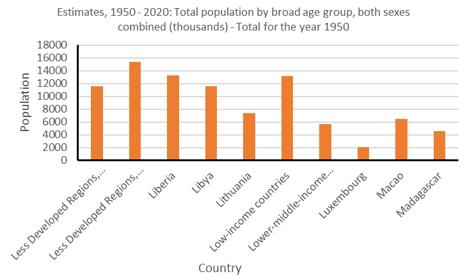 Estimates, 1950 - 2020: Total population by broad age group, both sexes
combined (thousands) - Total for the year 1950
18000
16000
14000
12000
10000
8000
6000
4000
2000
0
Population
Less Developed Regions,...
Less Developed Regions,...
Liberia
Libya
Lithuania
Low-income countries
Lower-middle-income...
Luxembourg
Macao
Madagascar
Country